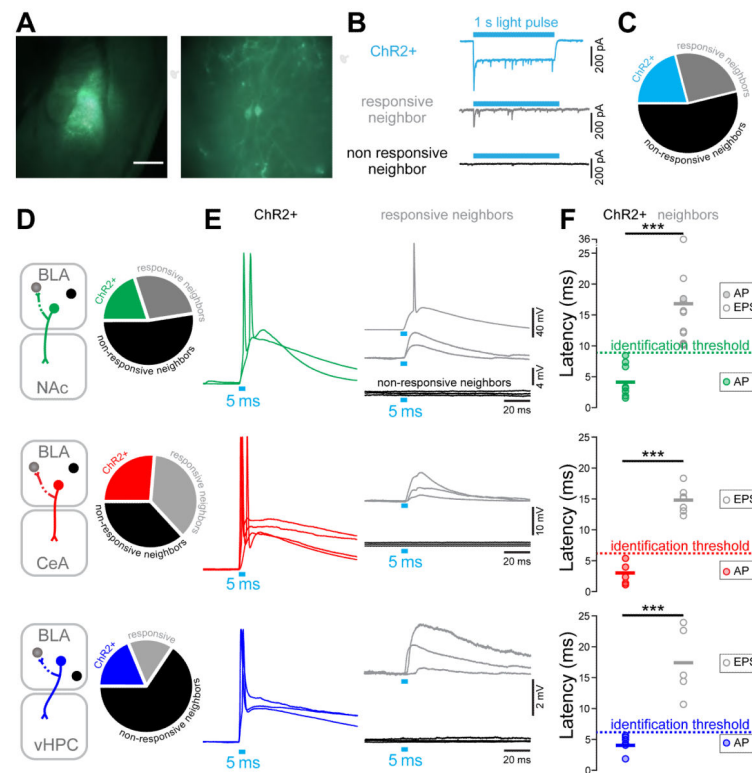 A
B
1 s light pulse
ChR2+
200 pA
responsive
neighbor
200 pA
non responsive
neighbor
200 pA
C
ChR2+
responsive
neighbors
non-responsive neighbors
D
BLA
NAc
ChR2+
responsive
neighbors
non-responsive neighbors
E
ChR2+
responsive neighbors
5 ms
40 mV
4 mV
non-responsive neighbors
5 ms
20 ms
F
ChR2+ neighbors
***
36
25
20
15
10
5
0
Latency (ms)
identification threshold
AP
EPS
AP
BLA
CeA
ChR2+
responsive
neighbors
non-responsive neighbors
5 ms
10 mV
5 ms
20 ms
***
25
20
15
10
5
0
Latency (ms)
identification threshold
EPS
AP
BLA
vHPC
ChR2+
responsive
non-responsive neighbors
5 ms
2 mV
5 ms
20 ms
***
25
20
15
10
5
0
Latency (ms)
identification threshold
EPS
AP